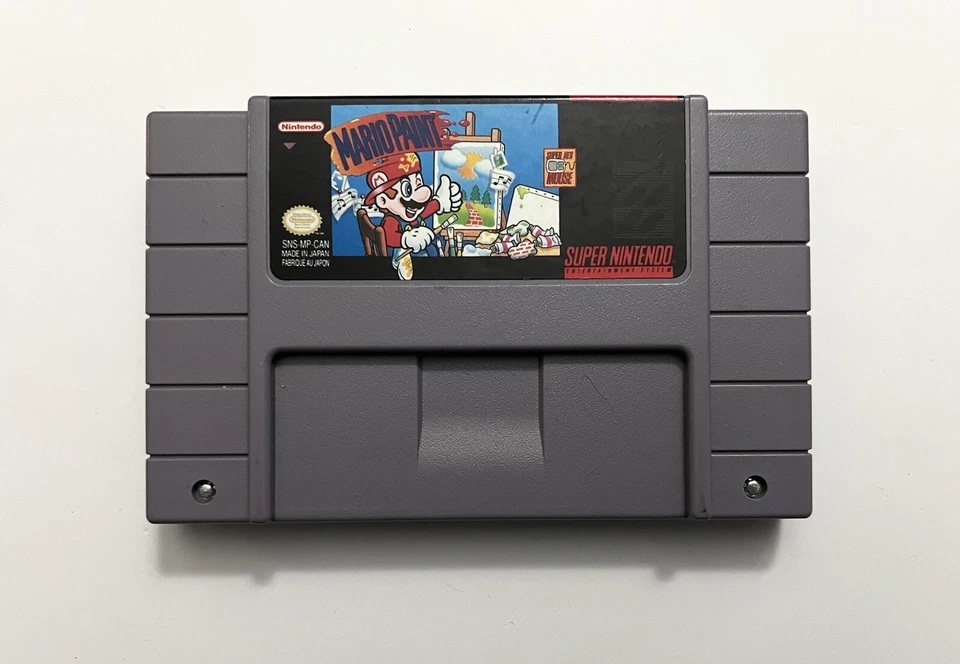 Nintendo
MARIO PAINT
SUPER NES
MOUSE
SNS-MP-CAN
MADE IN JAPAN
FABRIQUE AU JAPON
SUPER NINTENDO
ENTERTAINMENT SYSTEM